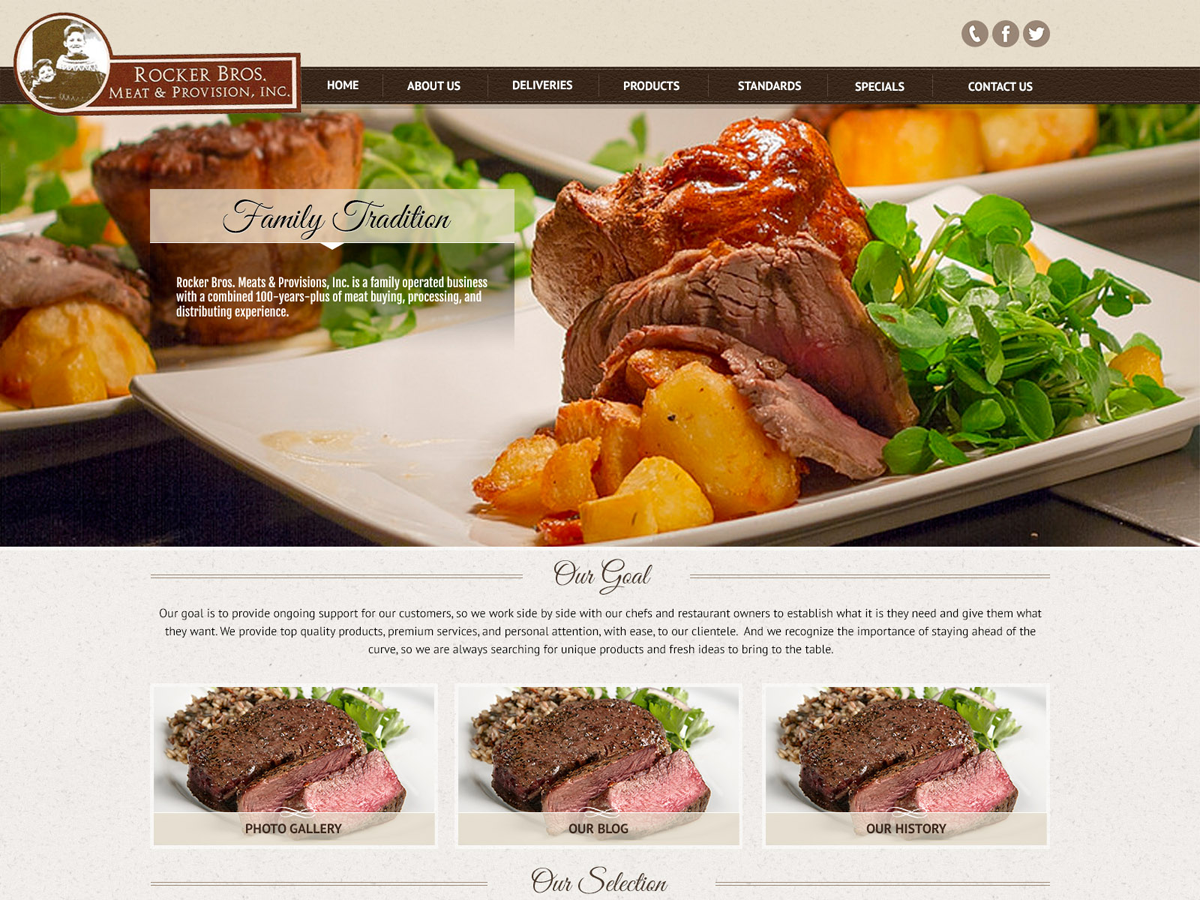 ROCKER BROS.
MEAT & PROVISION, INC.
HOME
ABOUT US
DELIVERIES
PRODUCTS
STANDARDS
SPECIALS
CONTACT US
Family Tradition
Rocker Bros. Meats & Provisions, Inc. is a family operated business
with a combined 100-years-plus of meat buying, processing, and
distributing experience.
Our Goal
Our goal is to provide ongoing support for our customers, so we work side by side with our chefs and restaurant owners to establish what it is they need and give them what
they want. We provide top quality products, premium services, and personal attention, with ease, to our clientele. And we recognize the importance of staying ahead of the
curve, so we are always searching for unique products and fresh ideas to bring to the table.
PHOTO GALLERY
OUR BLOG
OUR HISTORY
Our Selection